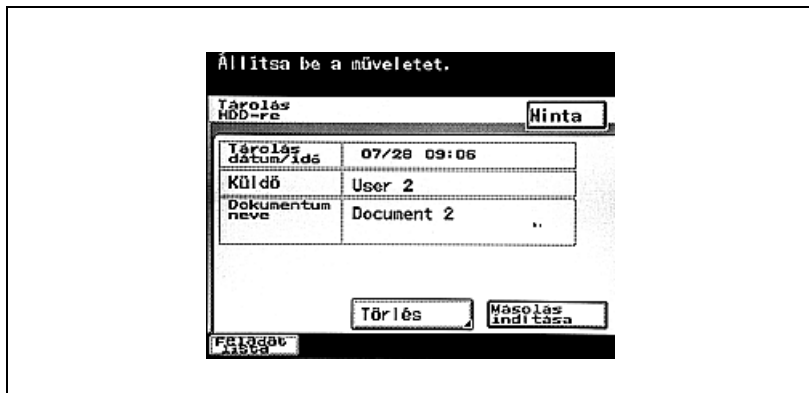 Állítsa be a műveletet.
Tárolás
HDD-re
Minta
Tárolás
dátum/idő
07/28 09:06
Küldő
User 2
Dokumentum
neve
Document 2
Törlés
Másolás
indítása
Feladat
lista